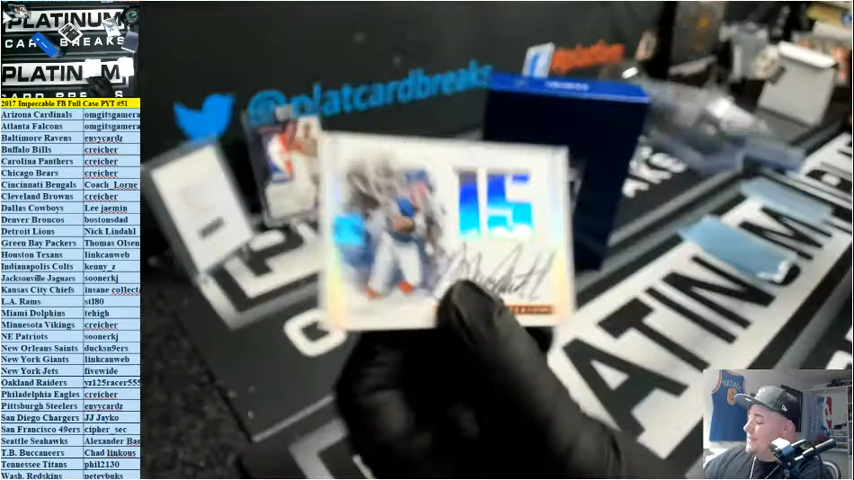 PLATINUM
CARD BREAKS
PLATINUM
2017 Impeccable FB Full Case PYT #51
Arizona Cardinals omgitsgamera
Atlanta Falcons omgitsgamera
Baltimore Ravens envycardz
Buffalo Bills creicher
Carolina Panthers creicher
Chicago Bears creicher
Cincinnati Bengals Coach_Lorne
Cleveland Browns creicher
Dallas Cowboys Lee jaemin
Denver Broncos bostonsdad
Detroit Lions Nick Lindahl
Green Bay Packers Thomas Olsen
Houston Texans linkcanweb
Indianapolis Colts kenny_z
Jacksonville Jaguars soonerkj
Kansas City Chiefs insane collect
L.A. Rams stl80
Miami Dolphins tehigh
Minnesota Vikings creicher
NE Patriots soonerkj
New Orleans Saints ducksn9ers
New York Giants linkcanweb
New York Jets fivewide
Oakland Raiders yz125racer555
Philadelphia Eagles creicher
Pittsburgh Steelers envycardz
San Diego Chargers JJ Jayko
San Francisco 49ers cipher_sec
Seattle Seahawks Alexander Bau
T.B. Buccaneers Chad linkous
Tennessee Titans phil2130
Wash. Redskins petevbuks
@platcardbreaks
15
PLATINUM